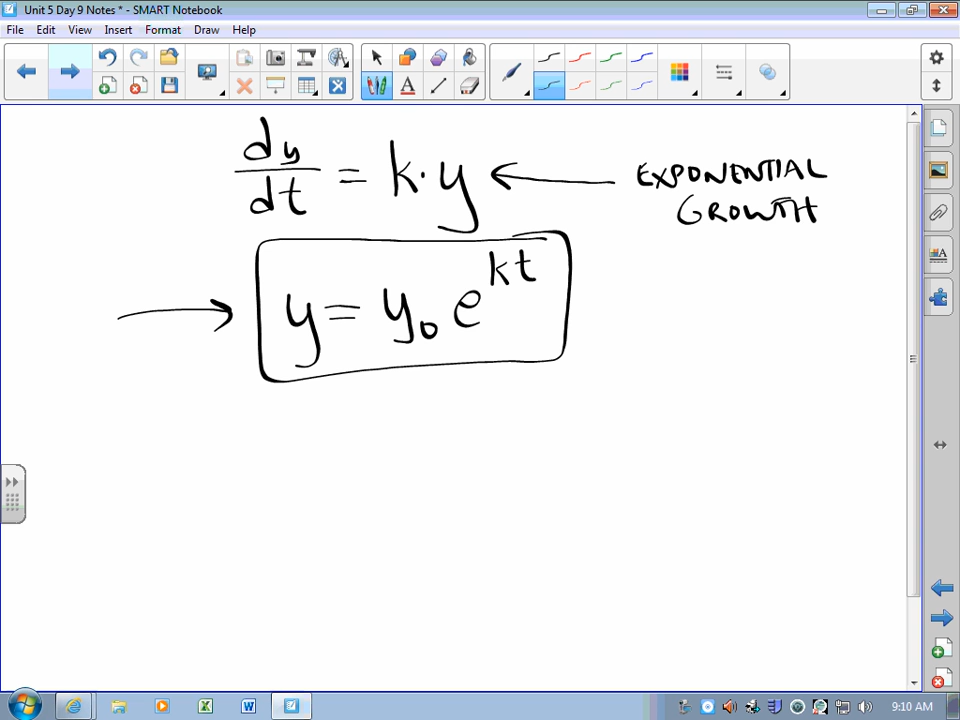 Unit 5 Day 9 Notes * - SMART Notebook
File Edit View Insert Format Draw Help
dy/dt = k·y ← EXPONENTIAL
GROWTH
→ y = y₀ e^{kt}
9:10 AM